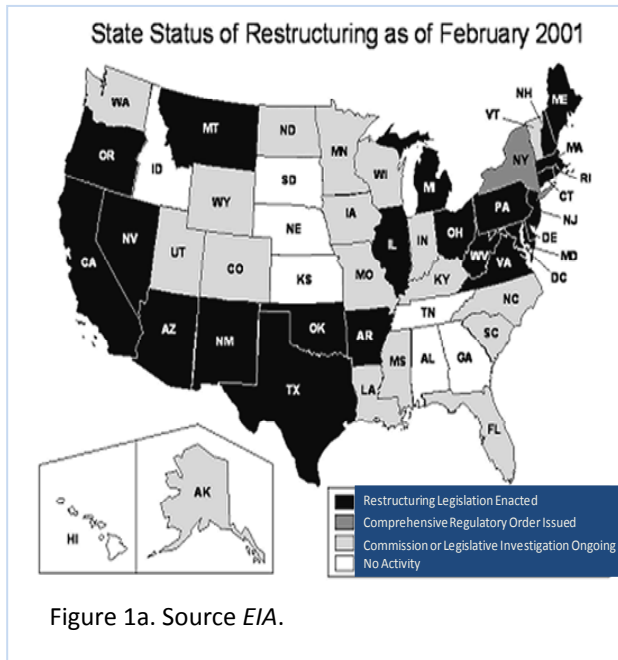 State Status of Restructuring as of February 2001
WA
MT
ND
MN
VT
NH
ME
OR
ID
SD
WI
MI
NY
MA
RI
CT
WY
NE
IA
PA
NJ
NV
UT
CO
IL
IN
OH
WV
VA
DE
MD
DC
CA
KS
MO
KY
NC
AZ
NM
OK
AR
TN
SC
TX
LA
MS
AL
GA
FL
HI
AK
Restructuring Legislation Enacted
Comprehensive Regulatory Order Issued
Commission or Legislative Investigation Ongoing
No Activity
Figure 1a. Source EIA.